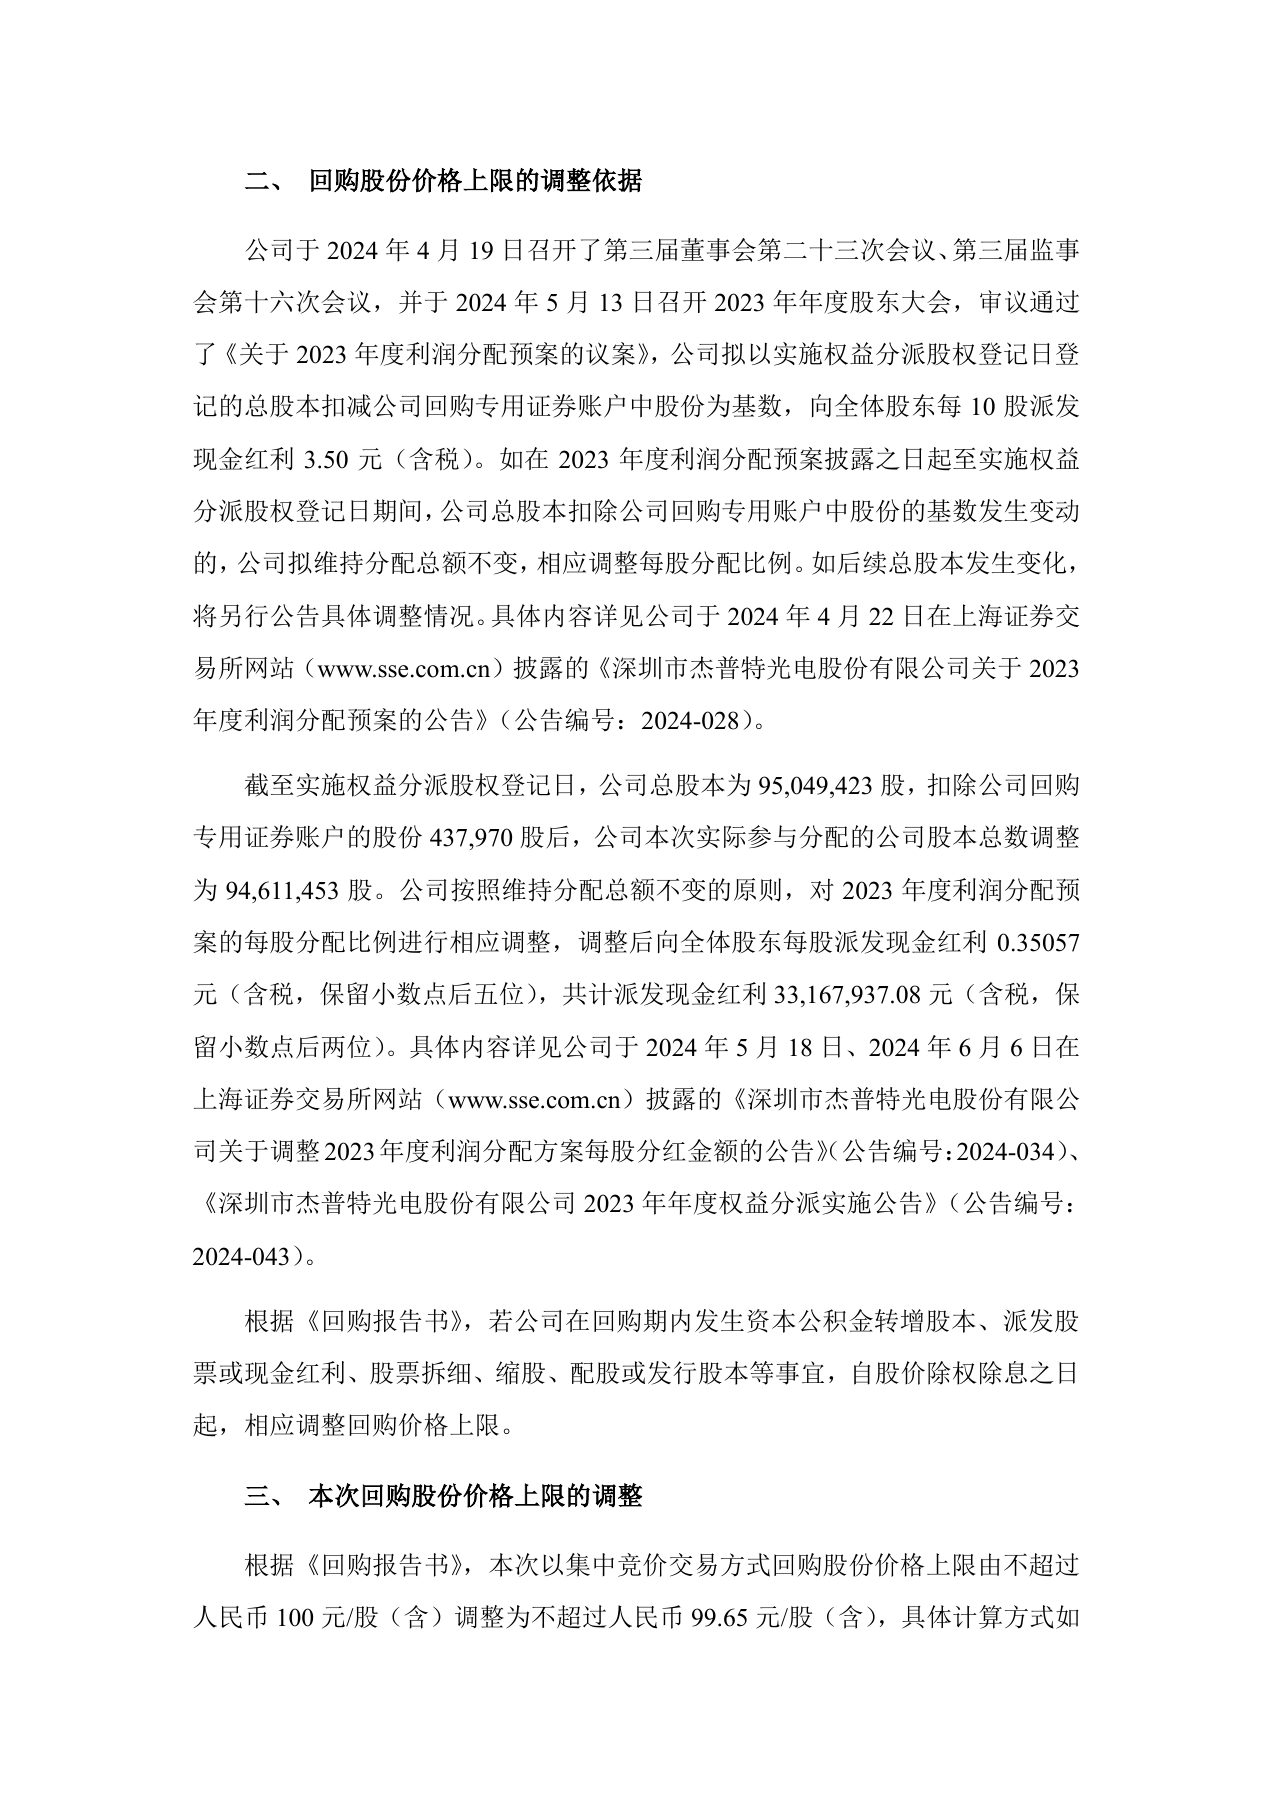 二、 回购股份价格上限的调整依据
公司于 2024 年 4 月 19 日召开了第三届董事会第二十三次会议、第三届监事
会第十六次会议，并于 2024 年 5 月 13 日召开 2023 年年度股东大会，审议通过
了《关于 2023 年度利润分配预案的议案》，公司拟以实施权益分派股权登记日登
记的总股本扣减公司回购专用证券账户中股份为基数，向全体股东每 10 股派发
现金红利 3.50 元（含税）。如在 2023 年度利润分配预案披露之日起至实施权益
分派股权登记日期间，公司总股本扣除公司回购专用账户中股份的基数发生变动
的，公司拟维持分配总额不变，相应调整每股分配比例。如后续总股本发生变化，
将另行公告具体调整情况。具体内容详见公司于 2024 年 4 月 22 日在上海证券交
易所网站（www.sse.com.cn）披露的《深圳市杰普特光电股份有限公司关于 2023
年度利润分配预案的公告》（公告编号：2024-028）。
截至实施权益分派股权登记日，公司总股本为 95,049,423 股，扣除公司回购
专用证券账户的股份 437,970 股后，公司本次实际参与分配的公司股本总数调整
为 94,611,453 股。公司按照维持分配总额不变的原则，对 2023 年度利润分配预
案的每股分配比例进行相应调整，调整后向全体股东每股派发现金红利 0.35057
元（含税，保留小数点后五位），共计派发现金红利 33,167,937.08 元（含税，保
留小数点后两位）。具体内容详见公司于 2024 年 5 月 18 日、2024 年 6 月 6 日在
上海证券交易所网站（www.sse.com.cn）披露的《深圳市杰普特光电股份有限公
司关于调整 2023 年度利润分配方案每股分红金额的公告》（公告编号：2024-034）、
《深圳市杰普特光电股份有限公司 2023 年年度权益分派实施公告》（公告编号：
2024-043）。
根据《回购报告书》，若公司在回购期内发生资本公积金转增股本、派发股
票或现金红利、股票拆细、缩股、配股或发行股本等事宜，自股价除权除息之日
起，相应调整回购价格上限。
三、 本次回购股份价格上限的调整
根据《回购报告书》，本次以集中竞价交易方式回购股份价格上限由不超过
人民币 100 元/股（含）调整为不超过人民币 99.65 元/股（含），具体计算方式如